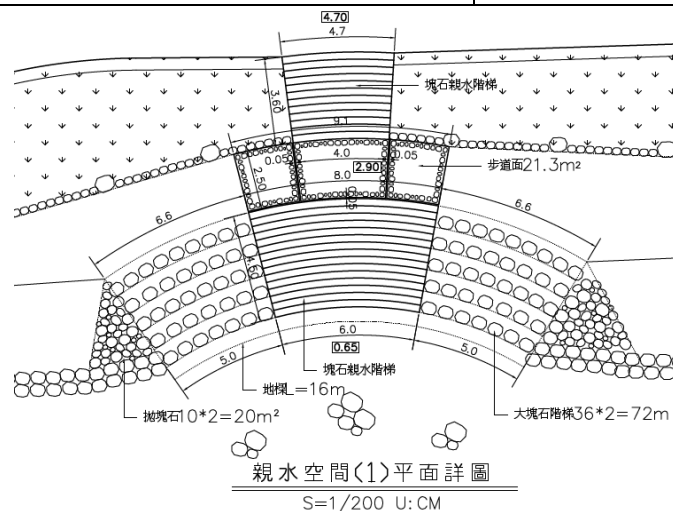 4.70
4.7
塊石親水階梯
3.60
9.1
0.05
4.0
0.05
步道面21.3m²
2.50
2.90
8.0
0.05
6.6
6.6
4.60
6.0
5.0
0.65
5.0
塊石親水階梯
地樑L=16m
拋塊石10*2=20m²
大塊石階梯36*2=72m
親水空間(1)平面詳圖
S=1/200 U:CM